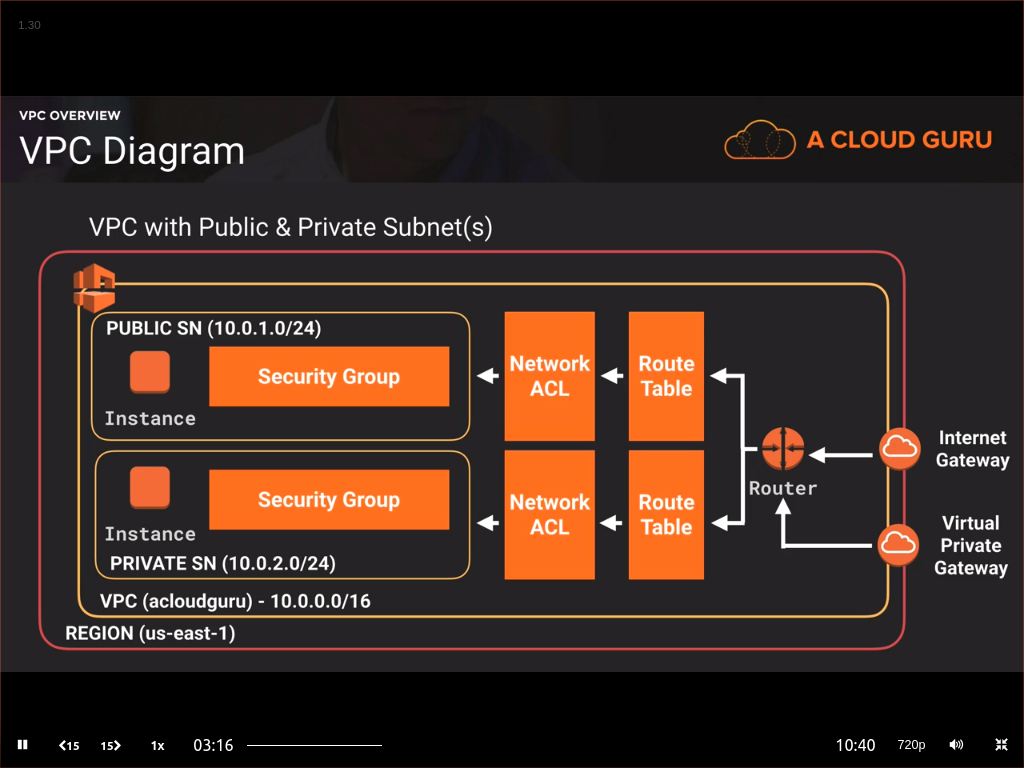 1.30
VPC OVERVIEW
VPC Diagram
A CLOUD GURU
VPC with Public & Private Subnet(s)
PUBLIC SN (10.0.1.0/24)
Instance
Security Group
Network
ACL
Route
Table
Instance
Security Group
PRIVATE SN (10.0.2.0/24)
Network
ACL
Route
Table
Router
Internet
Gateway
Virtual
Private
Gateway
VPC (acloudguru) - 10.0.0.0/16
REGION (us-east-1)
15
15
1x
03:16
10:40
720p